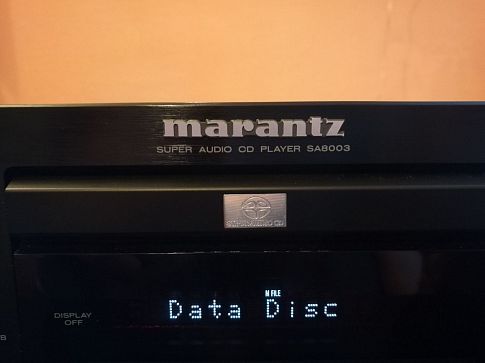 marantz
SUPER AUDIO CD PLAYER SA8003
SUPER AUDIO CD
N FILE
DISPLAY
OFF
Data Disc